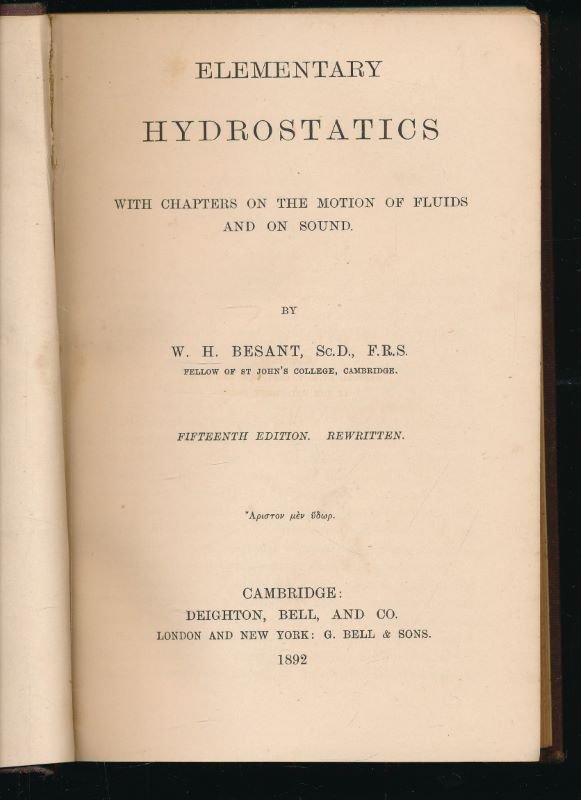 ELEMENTARY
HYDROSTATICS
WITH CHAPTERS ON THE MOTION OF FLUIDS
AND ON SOUND.
BY
W. H. BESANT, Sc.D., F.R.S.
FELLOW OF ST JOHN'S COLLEGE, CAMBRIDGE.
FIFTEENTH EDITION. REWRITTEN.
Ἄριστον μὲν ὕδωρ.
CAMBRIDGE:
DEIGHTON, BELL, AND CO.
LONDON AND NEW YORK: G. BELL & SONS.
1892